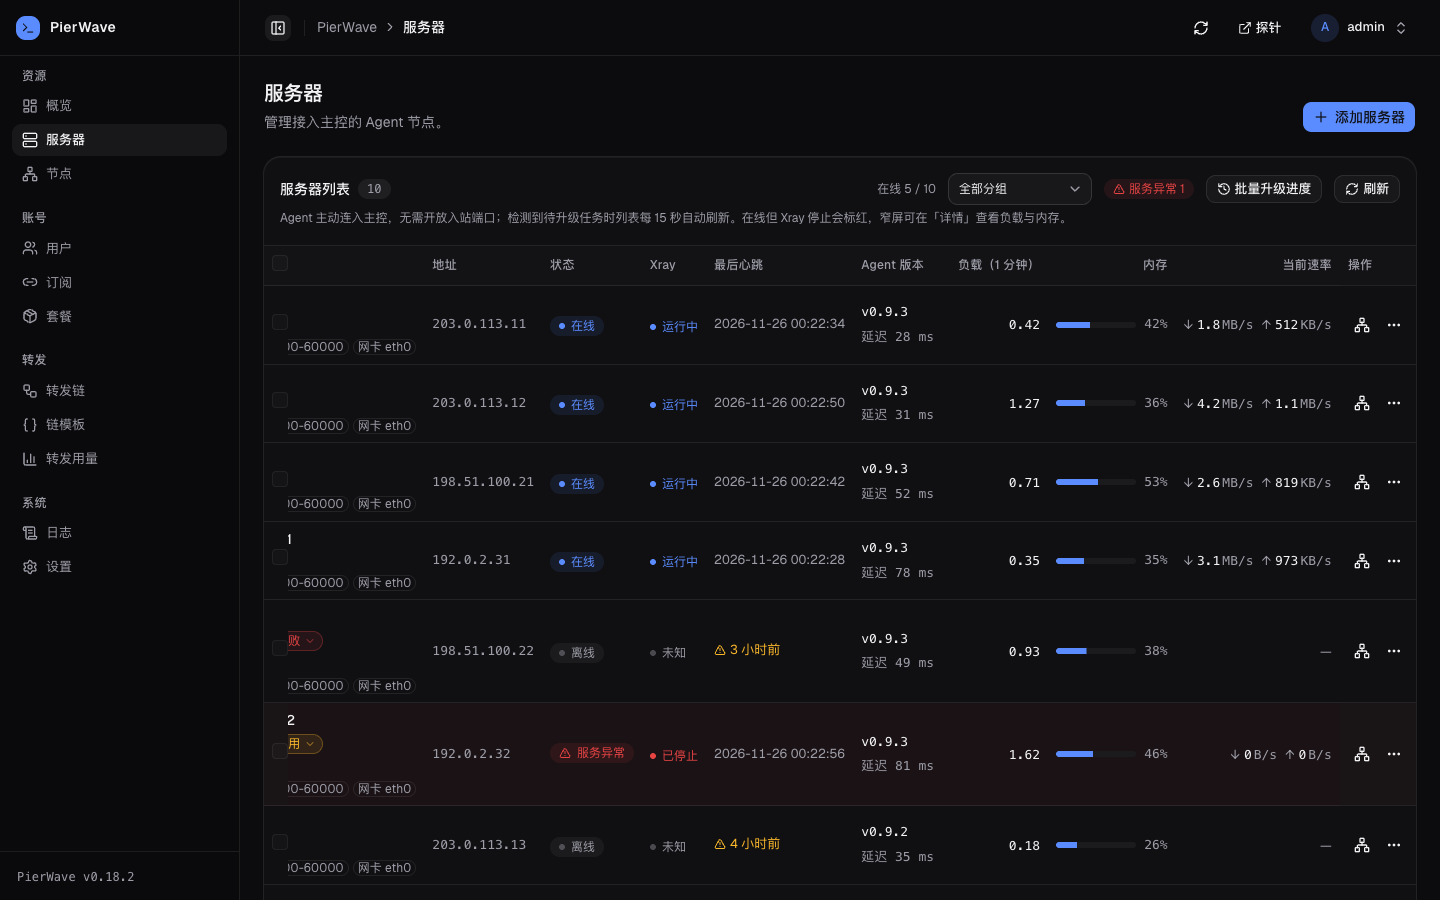 PierWave
PierWave > 服务器
探针
A admin
资源
概览
服务器
节点
账号
用户
订阅
套餐
转发
转发链
链模板
转发用量
系统
日志
设置
PierWave v0.18.2
服务器
管理接入主控的 Agent 节点。
添加服务器
服务器列表 10
在线 5 / 10
全部分组
服务异常 1
批量升级进度
刷新
Agent 主动连入主控，无需开放入站端口；检测到待升级任务时列表每 15 秒自动刷新。在线但 Xray 停止会标红，窄屏可在「详情」查看负载与内存。
地址 状态 Xray 最后心跳 Agent 版本 负载（1 分钟） 内存 当前速率 操作
203.0.113.11 在线 运行中 2026-11-26 00:22:34 v0.9.3 延迟 28 ms 0.42 42% ↓1.8MB/s ↑512KB/s
00-60000 网卡 eth0
203.0.113.12 在线 运行中 2026-11-26 00:22:50 v0.9.3 延迟 31 ms 1.27 36% ↓4.2MB/s ↑1.1MB/s
00-60000 网卡 eth0
198.51.100.21 在线 运行中 2026-11-26 00:22:42 v0.9.3 延迟 52 ms 0.71 53% ↓2.6MB/s ↑819KB/s
00-60000 网卡 eth0
1
192.0.2.31 在线 运行中 2026-11-26 00:22:28 v0.9.3 延迟 78 ms 0.35 35% ↓3.1MB/s ↑973KB/s
00-60000 网卡 eth0
败
198.51.100.22 离线 未知 3 小时前 v0.9.3 延迟 49 ms 0.93 38% —
00-60000 网卡 eth0
2
用
192.0.2.32 服务异常 已停止 2026-11-26 00:22:56 v0.9.3 延迟 81 ms 1.62 46% ↓0B/s ↑0B/s
00-60000 网卡 eth0
203.0.113.13 离线 未知 4 小时前 v0.9.2 延迟 35 ms 0.18 26% —
00-60000 网卡 eth0